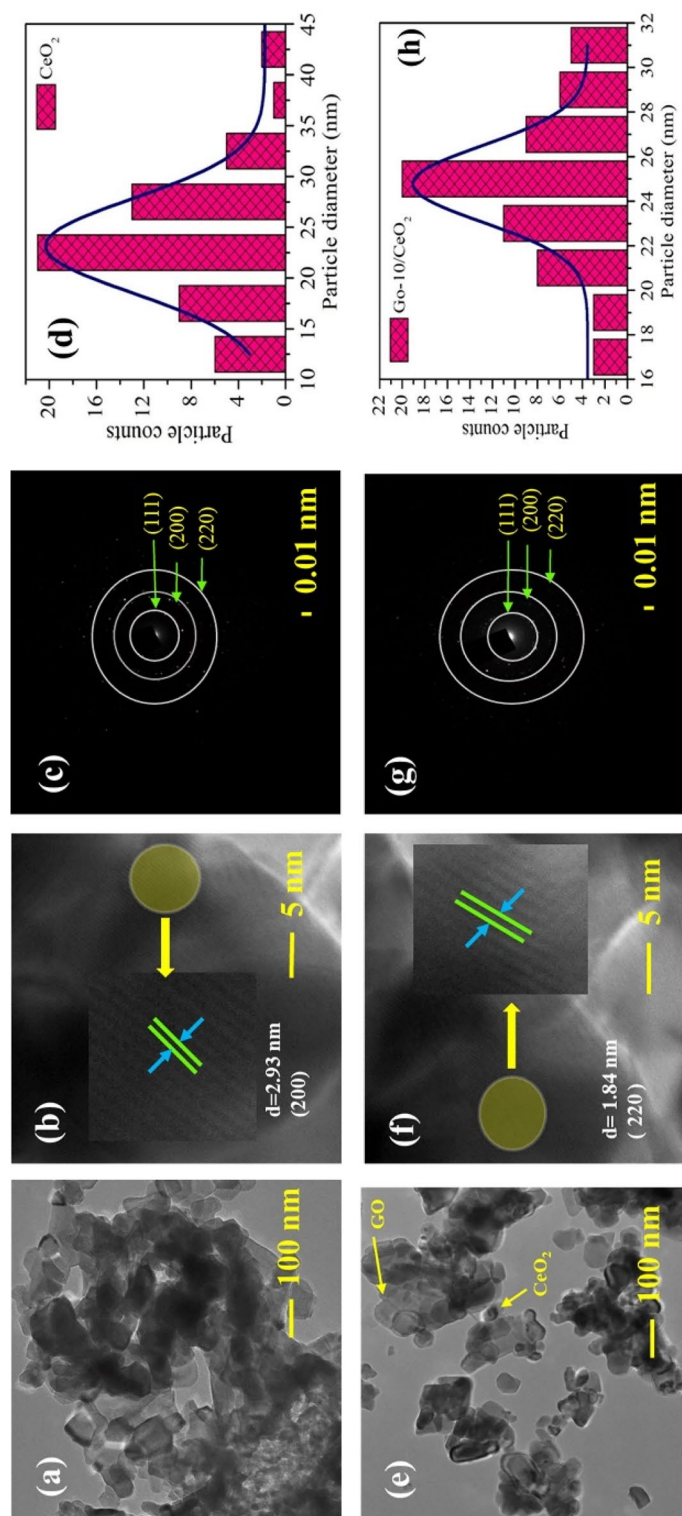 (a)
100 nm
(b)
d=2.93 nm
(200)
5 nm
(c)
(111)
(200)
(220)
0.01 nm
(d)
CeO2
Particle counts
20
16
12
8
4
0
10 15 20 25 30 35 40 45
Particle diameter (nm)
(e)
GO
CeO2
100 nm
(f)
d= 1.84 nm
( 220)
5 nm
(g)
(111)
(200)
(220)
0.01 nm
(h)
Go-10/CeO2
Particle counts
22
20
18
16
14
12
10
8
6
4
2
0
16 18 20 22 24 26 28 30 32
Particle diameter (nm)